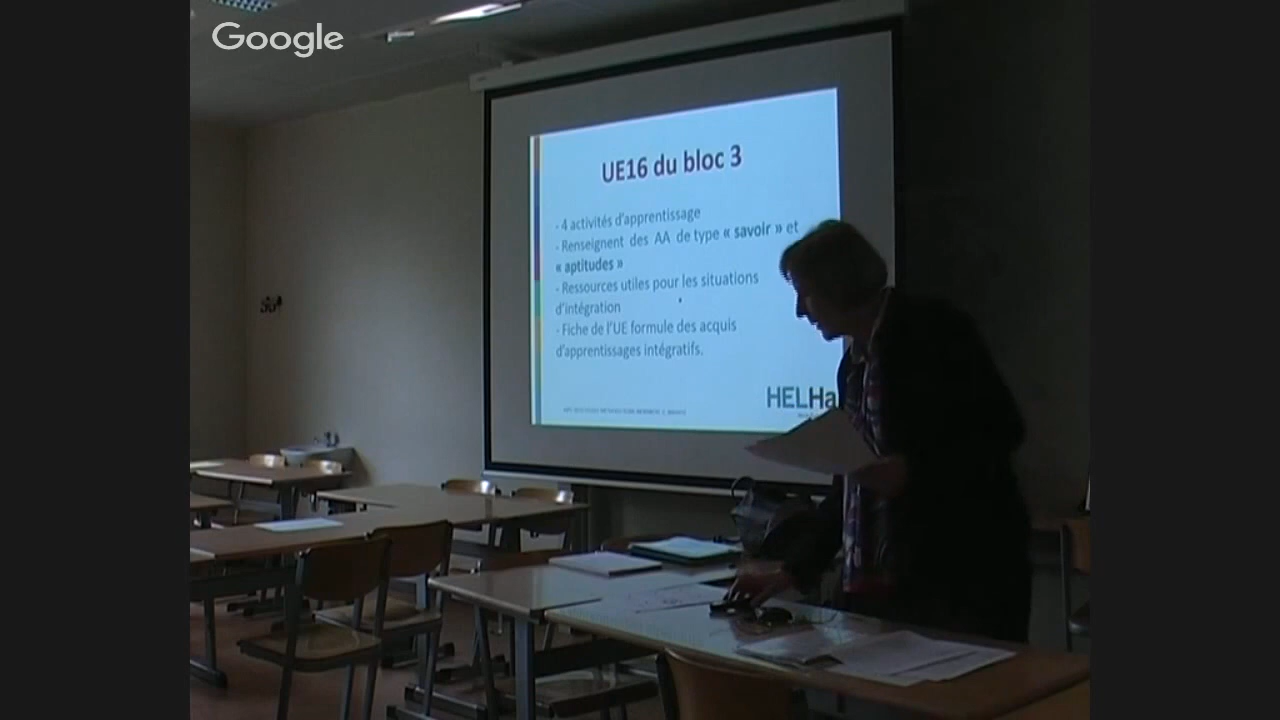 Google
UE16 du bloc 3
- 4 activités d'apprentissage
- Renseignent des AA de type « savoir » et
« aptitudes »
- Ressources utiles pour les situations
d'intégration
- Fiche de l'UE formule des acquis
d'apprentissages intégratifs.
HELHa